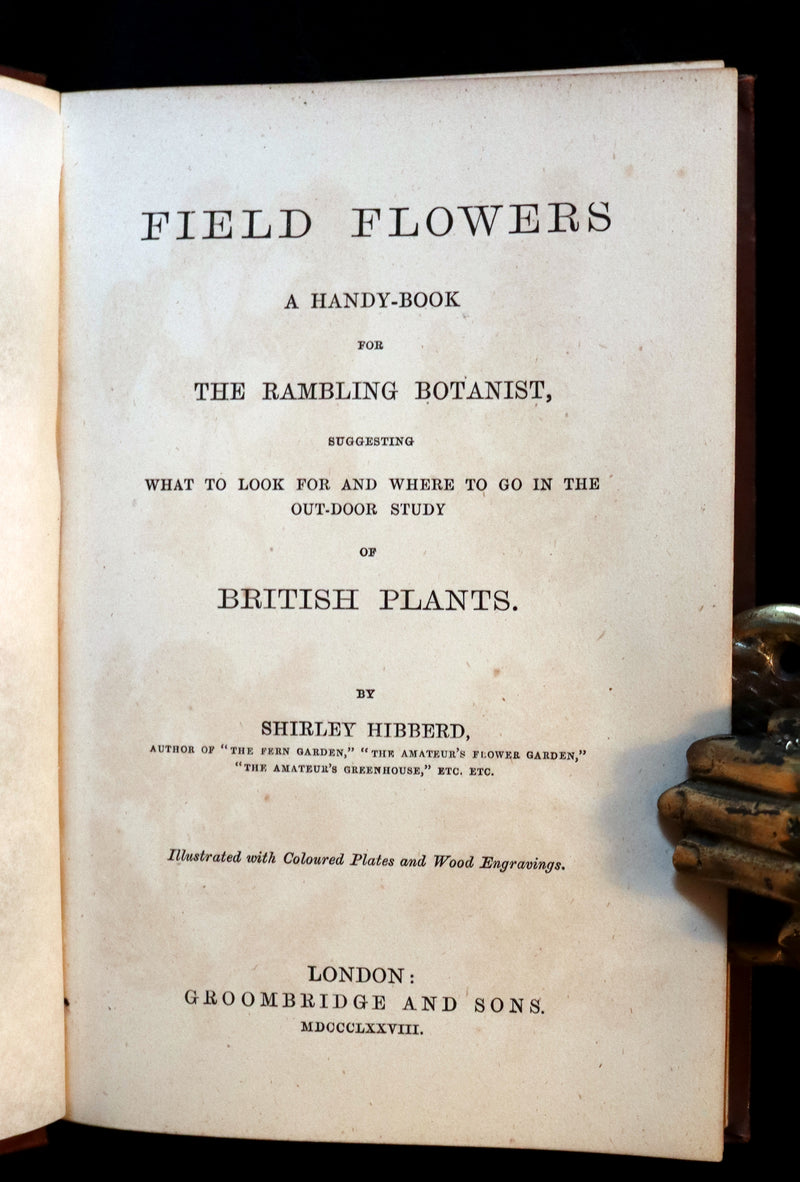 FIELD FLOWERS
A HANDY-BOOK
FOR
THE RAMBLING BOTANIST,
SUGGESTING
WHAT TO LOOK FOR AND WHERE TO GO IN THE
OUT-DOOR STUDY
OF
BRITISH PLANTS.
BY
SHIRLEY HIBBERD,
AUTHOR OF “THE FERN GARDEN,” “THE AMATEUR’S FLOWER GARDEN,”
“THE AMATEUR’S GREENHOUSE,” ETC. ETC.
Illustrated with Coloured Plates and Wood Engravings.
LONDON:
GROOMBRIDGE AND SONS.
MDCCCLXXVIII.